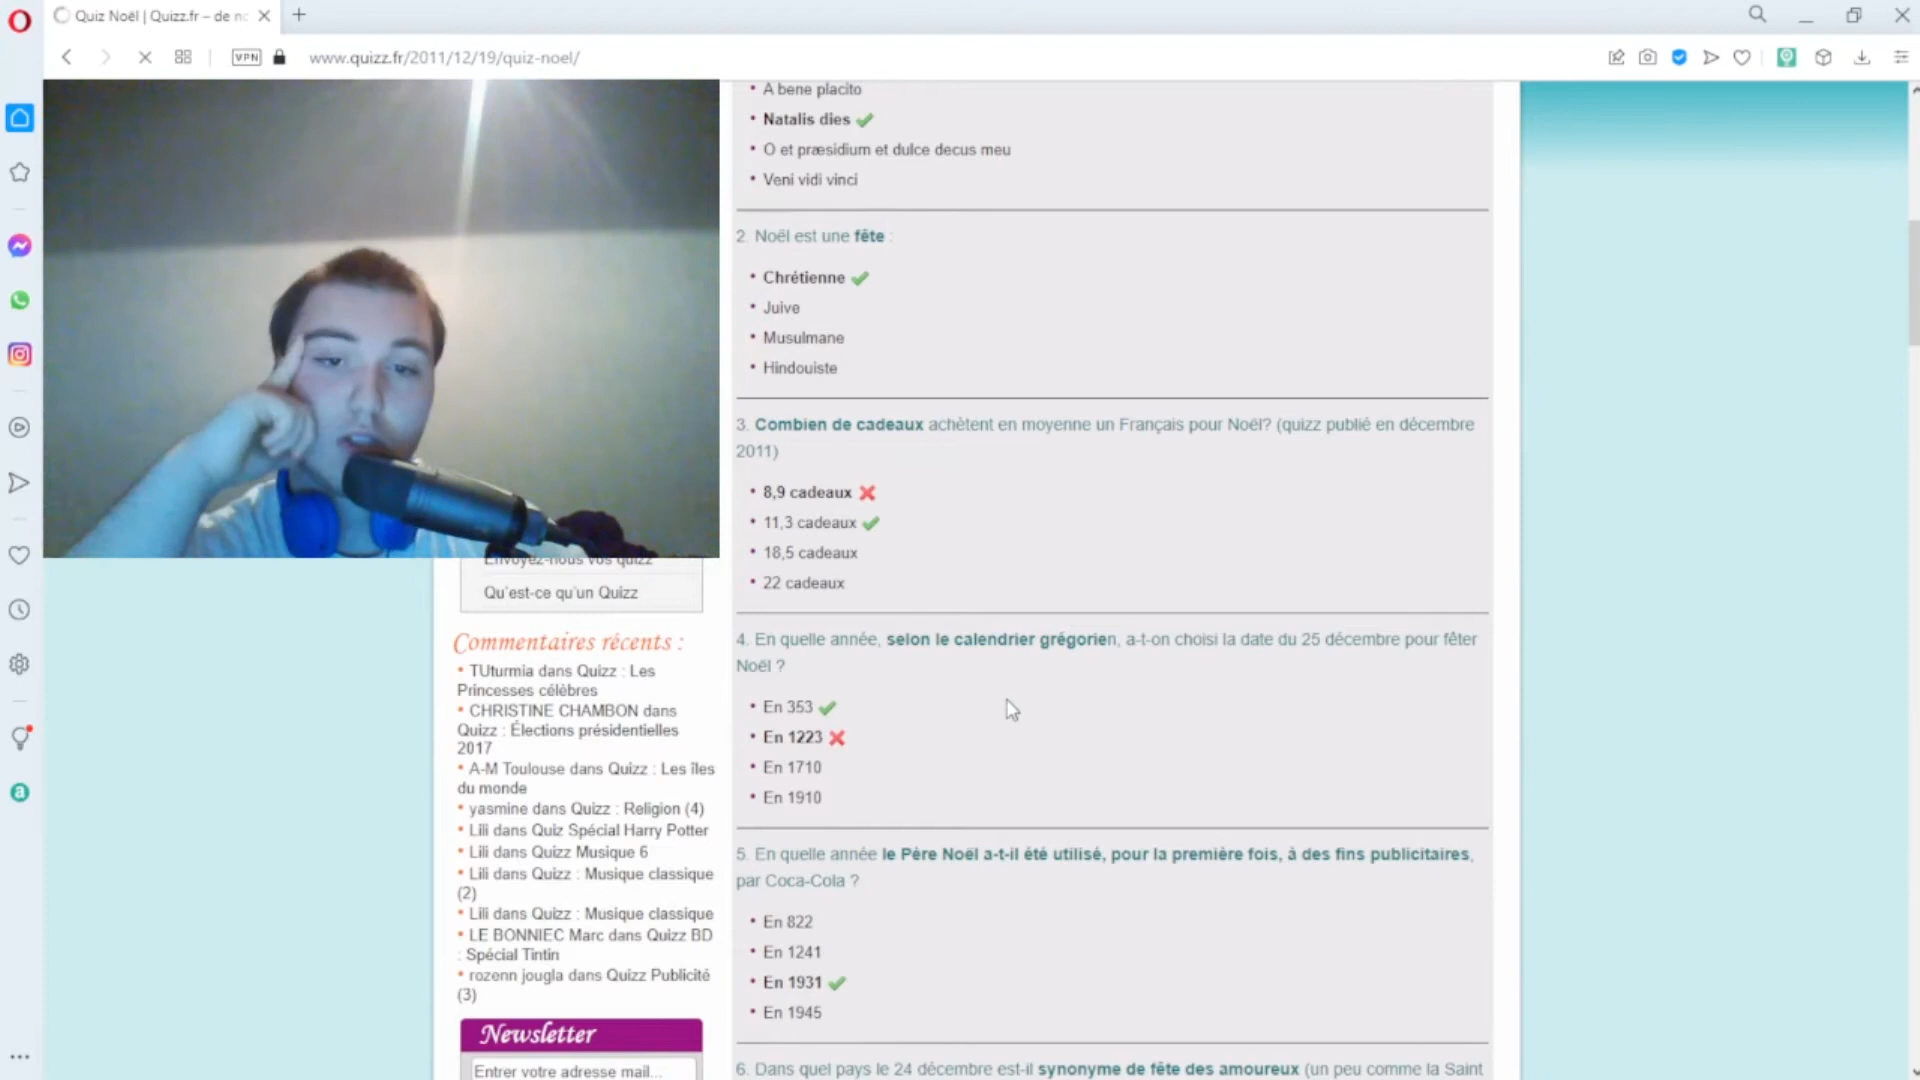 Quiz Noël | Quizz.fr – de no
VPN
www.quizz.fr/2011/12/19/quiz-noel/
A bene placito
Natalis dies
O et præsidium et dulce decus meu
Veni vidi vinci
2. Noël est une fête :
Chrétienne
Juive
Musulmane
Hindouiste
3. Combien de cadeaux achètent en moyenne un Français pour Noël? (quizz publié en décembre
2011)
8,9 cadeaux
11,3 cadeaux
18,5 cadeaux
22 cadeaux
4. En quelle année, selon le calendrier grégorien, a-t-on choisi la date du 25 décembre pour fêter
Noël ?
En 353
En 1223
En 1710
En 1910
5. En quelle année le Père Noël a-t-il été utilisé, pour la première fois, à des fins publicitaires,
par Coca-Cola ?
En 822
En 1241
En 1931
En 1945
6. Dans quel pays le 24 décembre est-il synonyme de fête des amoureux (un peu comme la Saint
Envoyez-nous vos quizz
Qu'est-ce qu'un Quizz
Commentaires récents :
TUturmia dans Quizz : Les
Princesses célèbres
CHRISTINE CHAMBON dans
Quizz : Élections présidentielles
2017
A-M Toulouse dans Quizz : Les îles
du monde
yasmine dans Quizz : Religion (4)
Lili dans Quiz Spécial Harry Potter
Lili dans Quizz Musique 6
Lili dans Quizz : Musique classique
(2)
Lili dans Quizz : Musique classique
LE BONNIEC Marc dans Quizz BD
: Spécial Tintin
rozenn jougla dans Quizz Publicité
(3)
Newsletter
Entrer votre adresse mail...